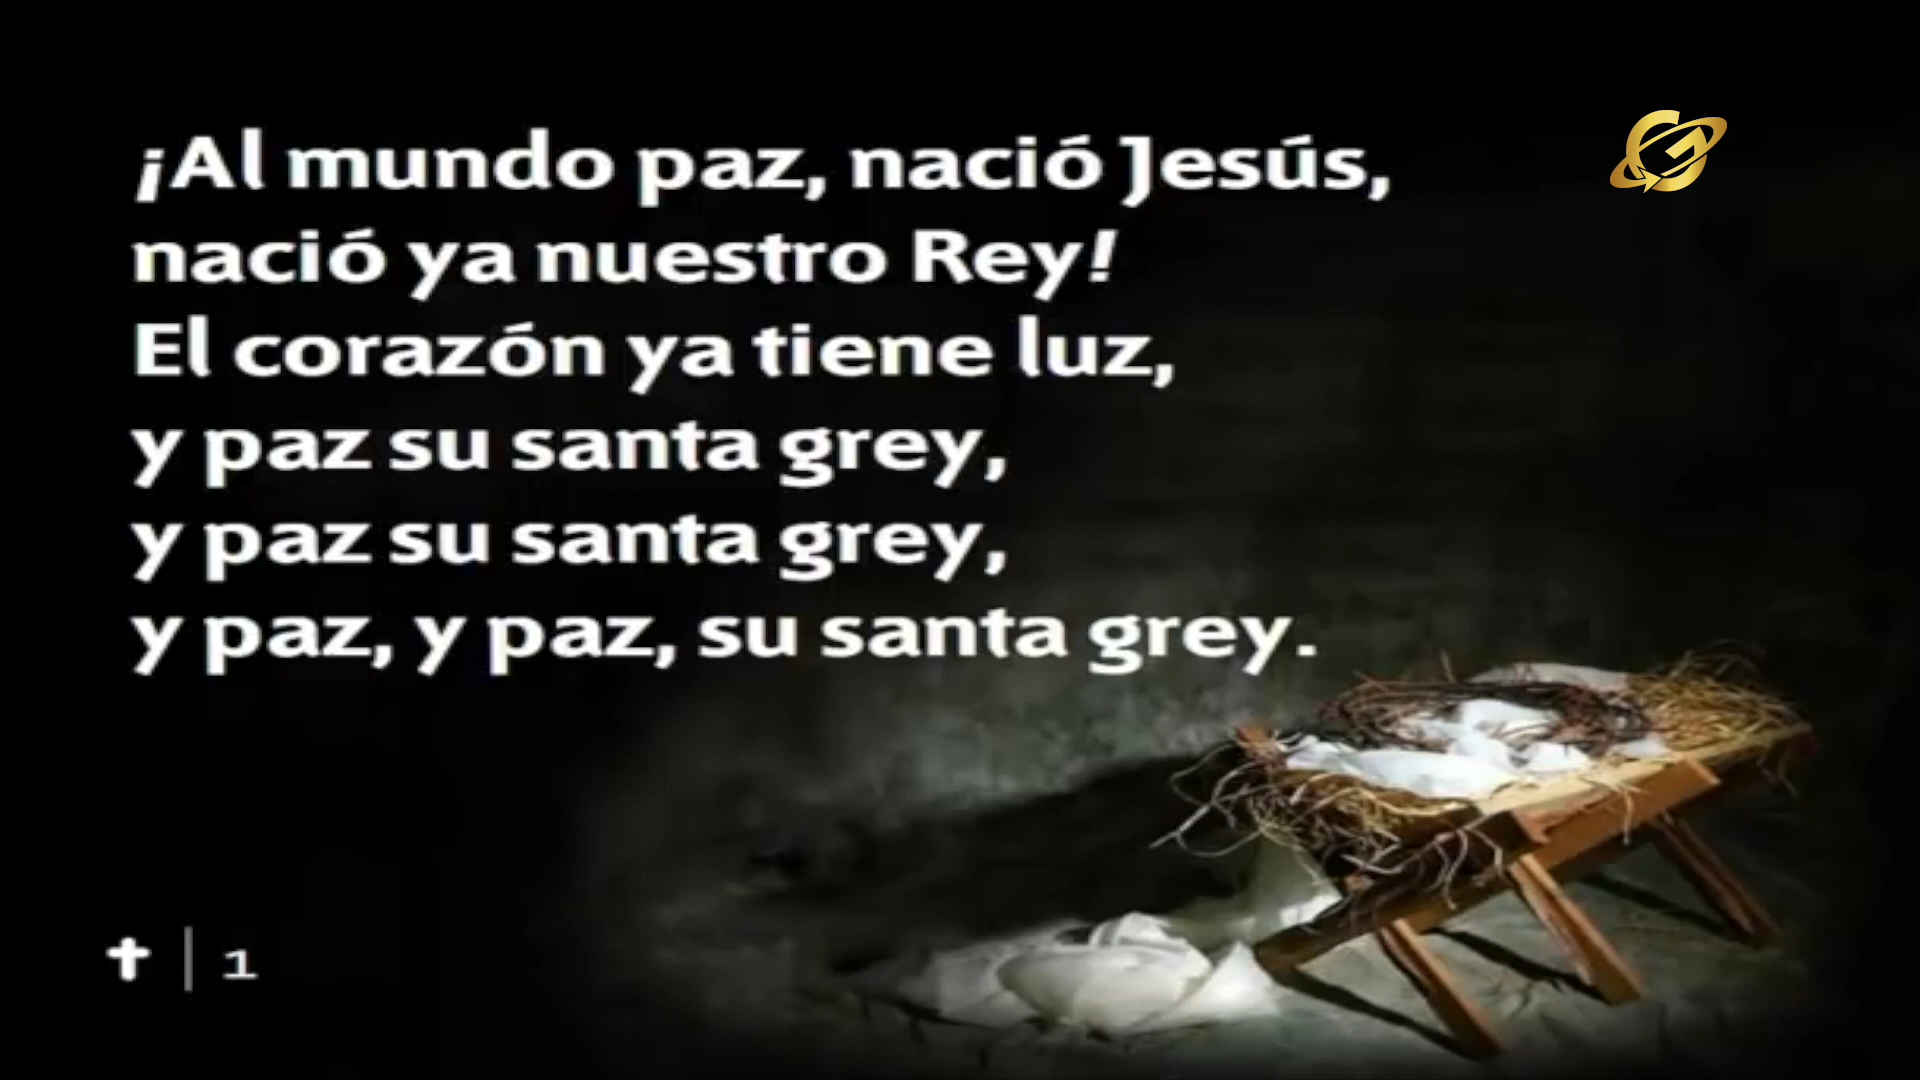 ¡Al mundo paz, nació Jesús,
nació ya nuestro Rey!
El corazón ya tiene luz,
y paz su santa grey,
y paz su santa grey,
y paz, y paz, su santa grey.
1